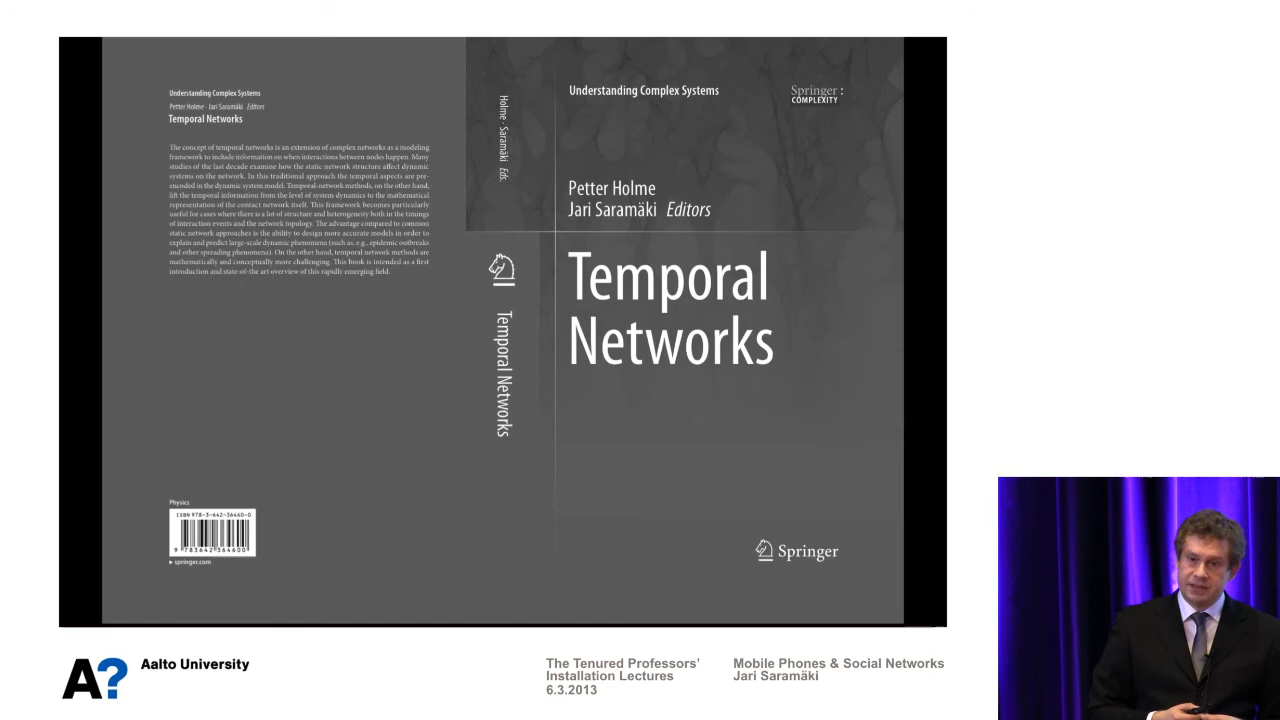 Understanding Complex Systems
Petter Holme · Jari Saramäki Editors
Temporal Networks
The concept of temporal networks is an extension of complex networks as a modeling
framework to include information on when interactions between nodes happen. Many
studies of the last decade examine how the static network structure affect dynamic
systems on the network. In this traditional approach the temporal aspects are pre-
encoded in the dynamic system model. Temporal-network methods, on the other hand,
lift the temporal information from the level of system dynamics to the mathematical
representation of the contact network itself. This framework becomes particularly
useful for cases where there is a lot of structure and heterogeneity both in the timings
of interaction events and the network topology. The advantage compared to common
static network approaches is the ability to design more accurate models in order to
explain and predict large-scale dynamic phenomena (such as, e.g., epidemic outbreaks
and other spreading phenomena). On the other hand, temporal network methods are
mathematically and conceptually more challenging. This book is intended as a first
introduction and state-of-the art overview of this rapidly emerging field.
Physics
ISBN 978-3-642-36460-0
9 783642 364600
▸ springer.com
Holme · Saramäki Eds.
Temporal Networks
Understanding Complex Systems
Springer :
COMPLEXITY
Petter Holme
Jari Saramäki Editors
Temporal
Networks
Springer
A?
Aalto University
The Tenured Professors'
Installation Lectures
6.3.2013
Mobile Phones & Social Networks
Jari Saramäki